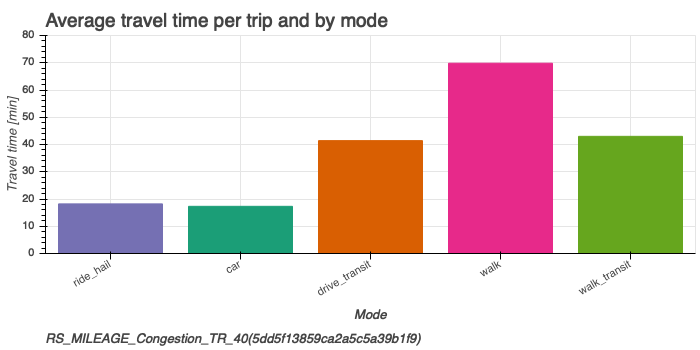 Average travel time per trip and by mode
80
70
60
50
40
30
20
10
0
Travel time [min]
ride_hail
car
drive_transit
walk
walk_transit
Mode
RS_MILEAGE_Congestion_TR_40(5dd5f13859ca2a5c5a39b1f9)